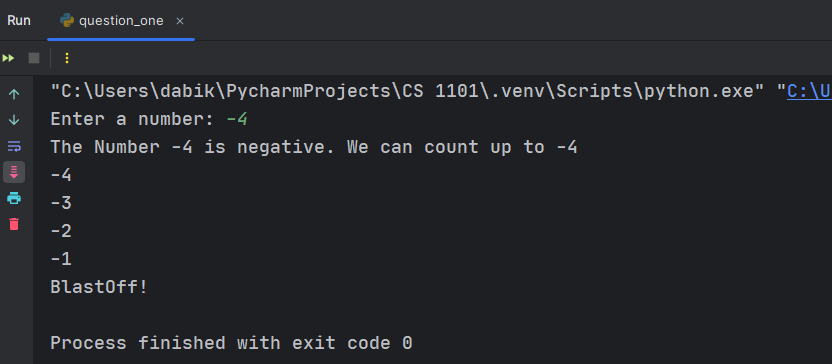 Run question_one
"C:\Users\dabik\PycharmProjects\CS 1101\.venv\Scripts\python.exe" "C:\U
Enter a number: -4
The Number -4 is negative. We can count up to -4
-4
-3
-2
-1
BlastOff!
Process finished with exit code 0